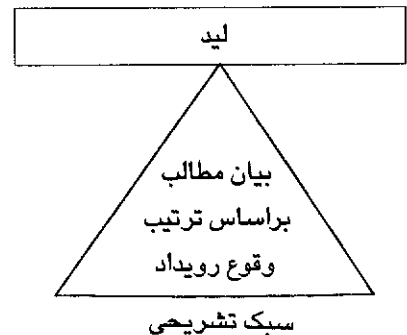 لید
بیان مطالب
براساس ترتیب
وقوع رویداد
سبک تشریحی